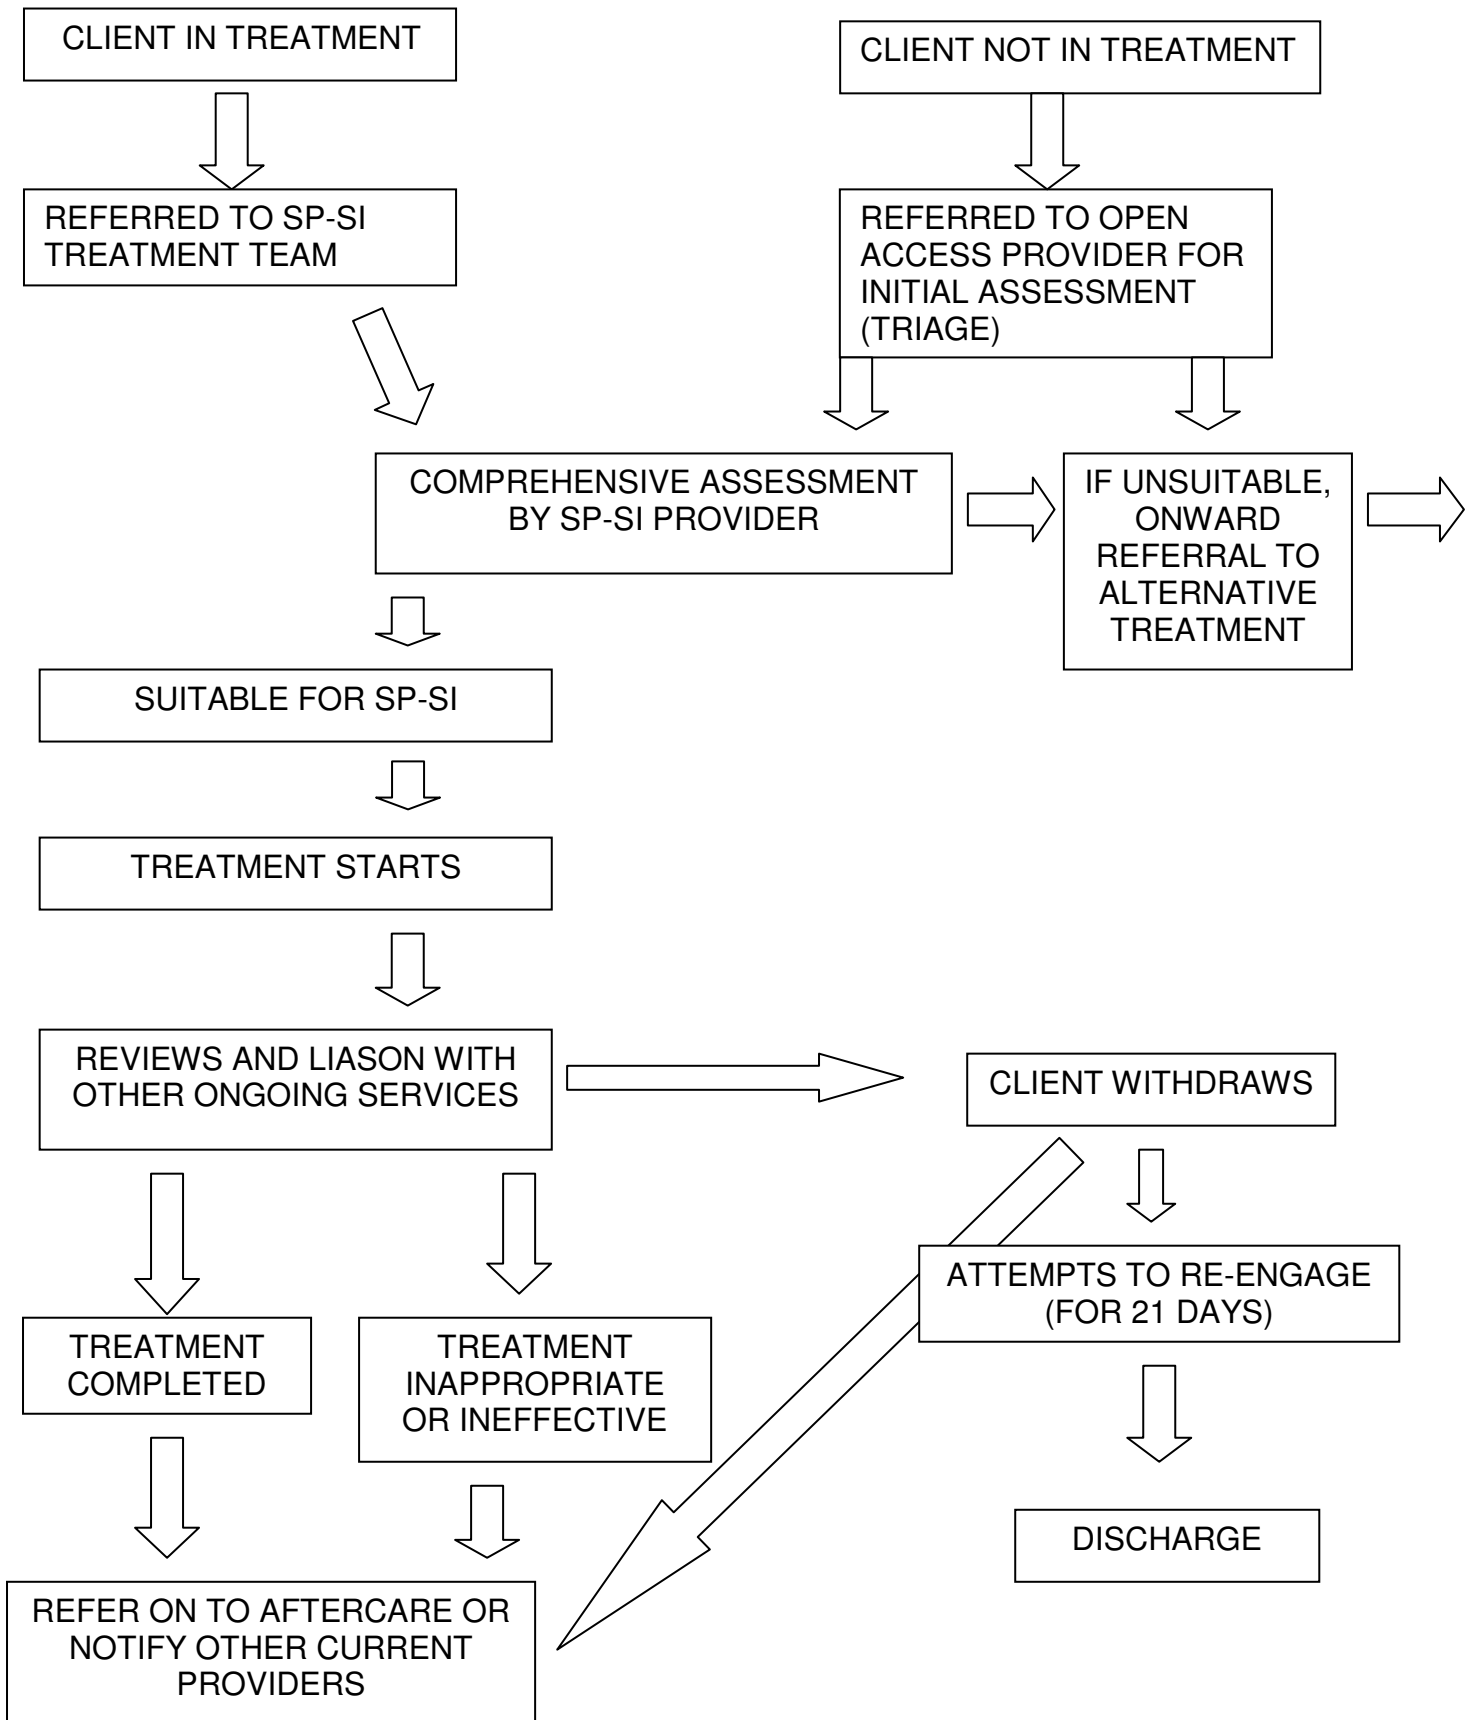 CLIENT IN TREATMENT
CLIENT NOT IN TREATMENT
REFERRED TO SP-SI
TREATMENT TEAM
REFERRED TO OPEN
ACCESS PROVIDER FOR
INITIAL ASSESSMENT
(TRIAGE)
COMPREHENSIVE ASSESSMENT
BY SP-SI PROVIDER
IF UNSUITABLE,
ONWARD
REFERRAL TO
ALTERNATIVE
TREATMENT
SUITABLE FOR SP-SI
TREATMENT STARTS
REVIEWS AND LIASON WITH
OTHER ONGOING SERVICES
CLIENT WITHDRAWS
ATTEMPTS TO RE-ENGAGE
(FOR 21 DAYS)
TREATMENT
COMPLETED
TREATMENT
INAPPROPRIATE
OR INEFFECTIVE
DISCHARGE
REFER ON TO AFTERCARE OR
NOTIFY OTHER CURRENT
PROVIDERS